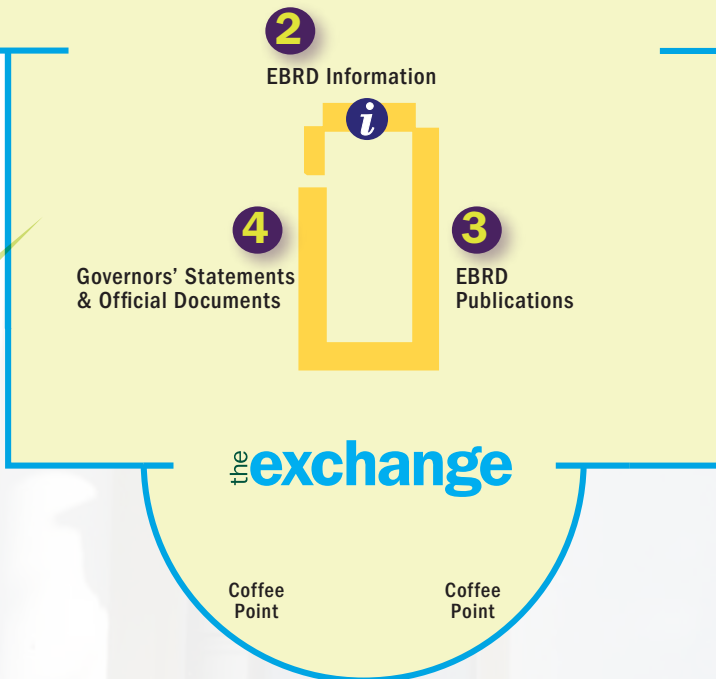 2
EBRD Information
i
4
3
Governors’ Statements
& Official Documents
EBRD
Publications
the exchange
Coffee
Point
Coffee
Point